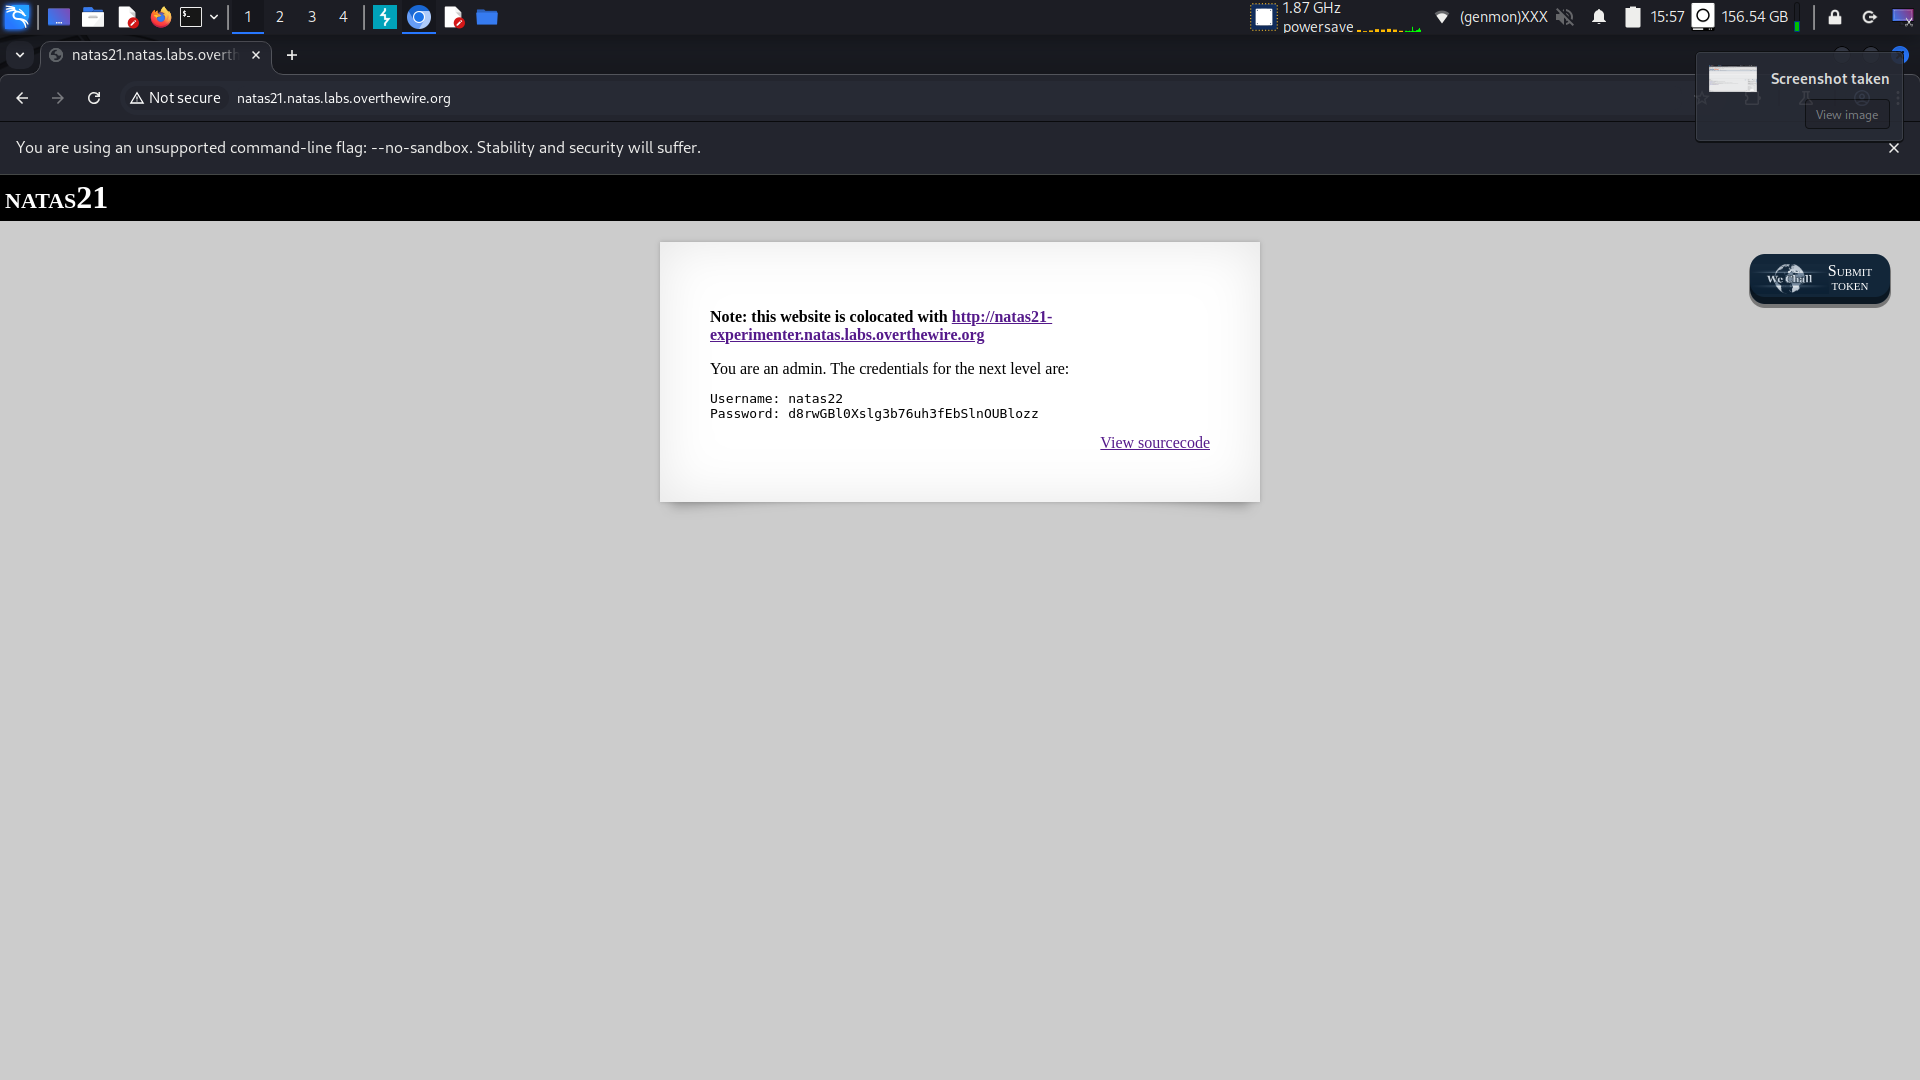 1 2 3 4 1.87 GHz powersave (genmon)XXX 15:57 156.54 GB
natas21.natas.labs.overth
Screenshot taken
Not secure natas21.natas.labs.overthewire.org
View image
You are using an unsupported command-line flag: --no-sandbox. Stability and security will suffer.
NATAS21
We Chall SUBMIT TOKEN
Note: this website is colocated with http://natas21-
experimenter.natas.labs.overthewire.org
You are an admin. The credentials for the next level are:
Username: natas22
Password: d8rwGBl0Xslg3b76uh3fEbSlnOUBlozz
View sourcecode